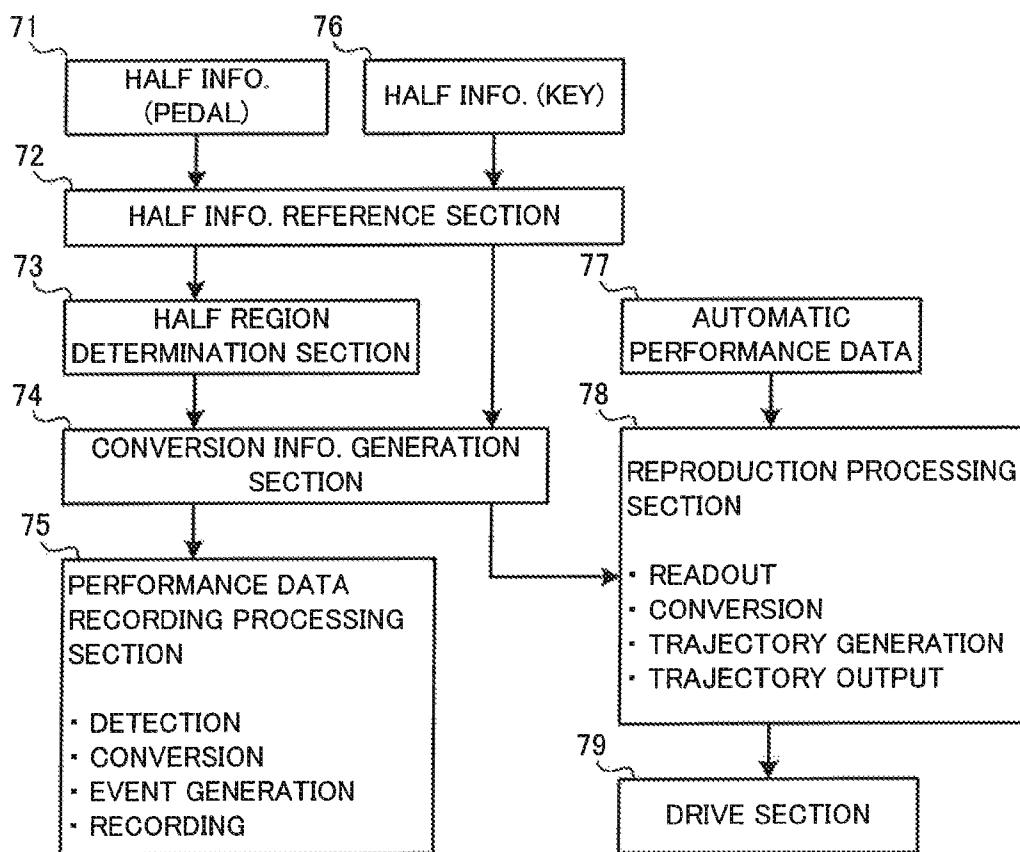 71
HALF INFO.
(PEDAL)
76
HALF INFO. (KEY)
72
HALF INFO. REFERENCE SECTION
73
HALF REGION
DETERMINATION SECTION
77
AUTOMATIC
PERFORMANCE DATA
74
CONVERSION INFO. GENERATION
SECTION
78
REPRODUCTION PROCESSING
SECTION
・ READOUT
・ CONVERSION
・ TRAJECTORY GENERATION
・ TRAJECTORY OUTPUT
75
PERFORMANCE DATA
RECORDING PROCESSING
SECTION
・ DETECTION
・ CONVERSION
・ EVENT GENERATION
・ RECORDING
79
DRIVE SECTION